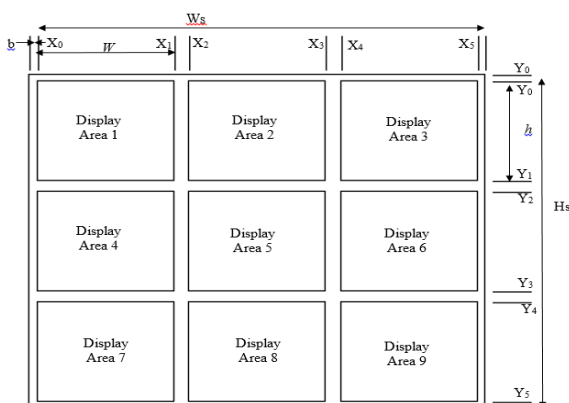 Ws
b X0 W X1 X2 X3 X4 X5
Y0
Y0
Display
Area 1
Display
Area 2
Display
Area 3
h
Y1
Y2
Hs
Display
Area 4
Display
Area 5
Display
Area 6
Y3
Y4
Display
Area 7
Display
Area 8
Display
Area 9
Y5